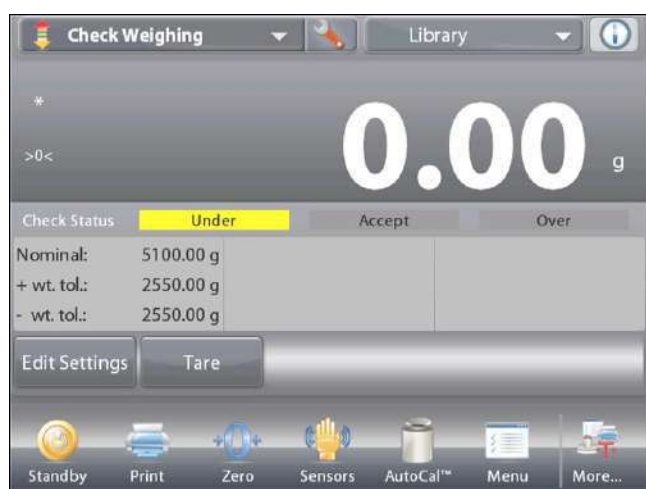 Check Weighing Library
*
>0<
0.00 g
Check Status Under Accept Over
Nominal: 5100.00 g
+ wt. tol.: 2550.00 g
- wt. tol.: 2550.00 g
Edit Settings Tare
Standby Print Zero Sensors AutoCal™ Menu More...